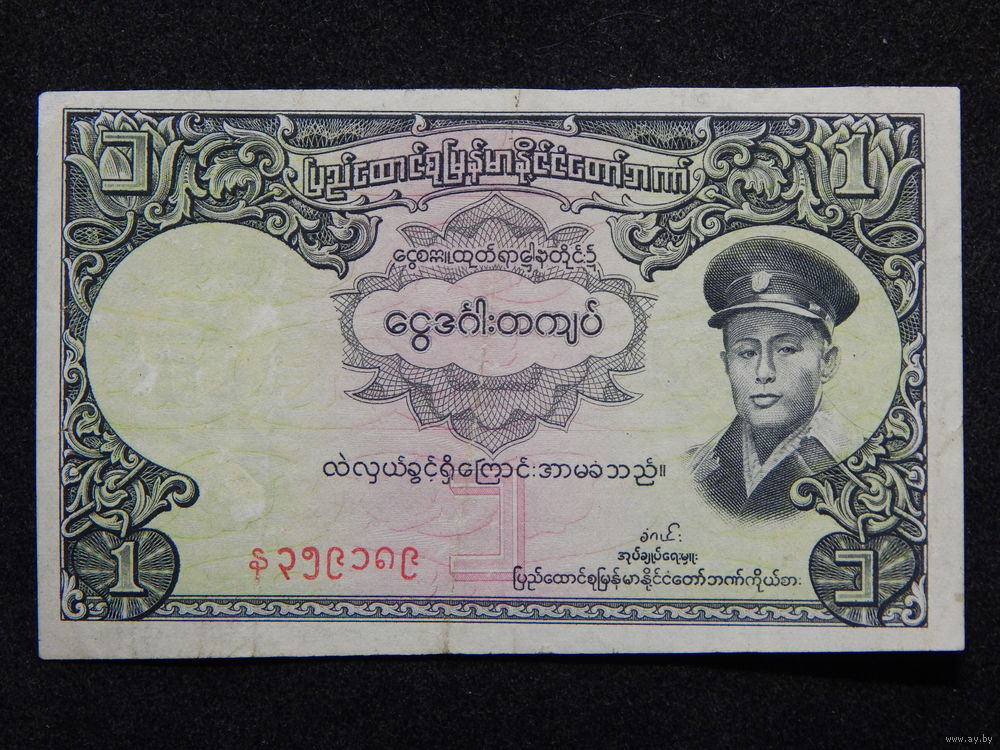 ၁ ပြည်ထောင်စုမြန်မာနိုင်ငံတော်ဘဏ် 1
ငွေစက္ကူထုတ်ရာဌာနတိုင်း၌
ငွေဒင်္ဂါးတကျပ်
လဲလှယ်ခွင့်ရှိကြောင်းအာမခံသည်။
၁
အုပ်ချုပ်ရေးမှူး
ပြည်ထောင်စုမြန်မာနိုင်ငံတော်ဘဏ်ကိုယ်စား
1 န ၃၅၉၁၈၉ ၁
www.ay.by